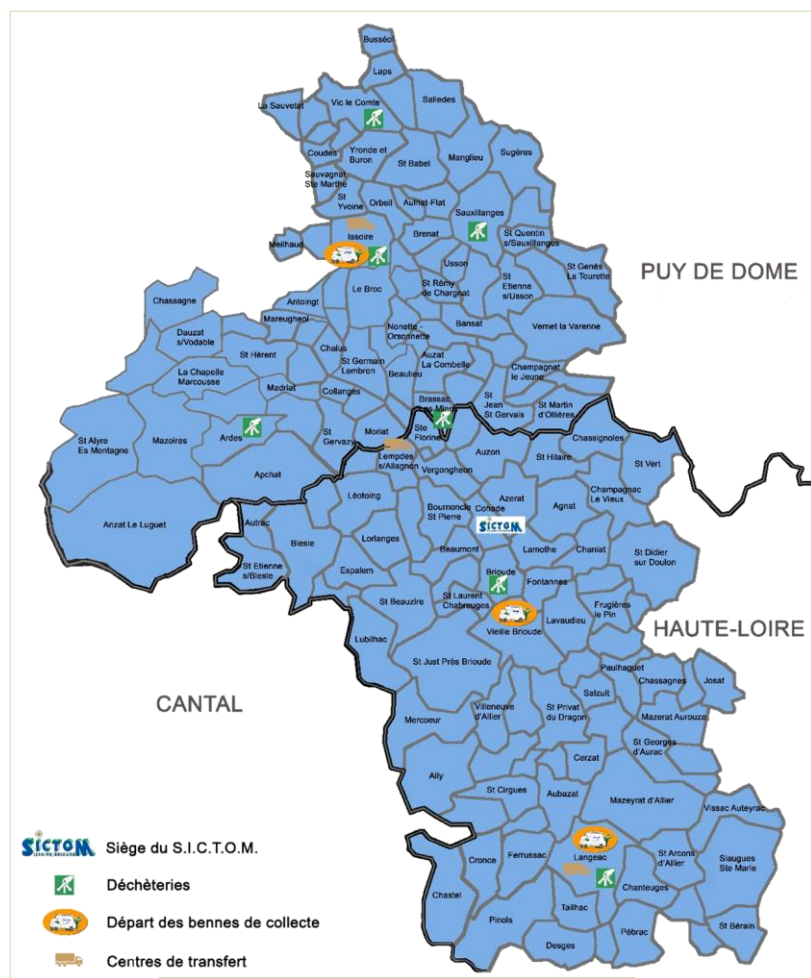 Busséol
Laps
La Sauvetat
Vic le Comte
Sallèdes
Coudes
Yronde et
Buron
St Babel
Manglieu
Sugères
Sauvagnat
Ste Marthe
St
Yvoine
Orbeil
Aulhat-Flat
Sauxillanges
Issoire
Brenat
St Quentin
s/Sauxillanges
Meilhaud
Usson
St Genès
La Tourette
PUY DE DOME
Le Broc
St Rémy
de Chargnat
St
Etienne
s/Usson
Chassagne
Antoingt
Mareugheol
Nonette -
Orsonnette
Bansat
Vernet la Varenne
Dauzat
s/Vodable
St Hérent
Chalus
St Germain
Lembron
Beaulieu
Auzat
La Combelle
Champagnat
le Jeune
La Chapelle
Marcousse
Madriat
Collanges
Brassac
Les Mines
St
Jean
St Gervais
St Martin
d'Ollières
St Alyre
Es Montagne
Mazoires
Ardes
St
Gervazy
Moriat
Ste
Florine
Chassignoles
Lempdes
s/Allagnon
Vergongheon
Auzon
St Hilaire
St Vert
Apchat
Anzat Le Luguet
Léotoing
Bournoncle
St Pierre
Azerat
Cohade
Agnat
Champagnac
Le Vieux
SICTOM
Autrac
Blesle
Lorlanges
Beaumont
Lamothe
Chaniat
St Didier
sur Doulon
St Etienne
s/Blesle
Espalem
Brioude
Fontannes
St Beauzire
St Laurent
Chabreuges
Lavaudieu
Frugières
le Pin
Vieille Brioude
HAUTE-LOIRE
Lubilhac
St Just Près Brioude
Paulhaguet
Chassagnes
Josat
CANTAL
Salzuit
Mercoeur
Villeneuve
d'Allier
St Privat
du Dragon
Mazerat Aurouze
St Georges
d'Aurac
Cerzat
Ally
St Cirgues
Aubazat
Mazeyrat d'Allier
Vissac Auteyrac
Chastel
Cronce
Ferrussac
Langeac
St Arcons
d'Allier
Siaugues
Ste Marie
Chanteuges
Pinols
Tailhac
Desges
Pébrac
St Bérain
SICTOM
ISSOIRE/BRIOUDE
Siège du S.I.C.T.O.M.
Déchèteries
Départ des bennes de collecte
Centres de transfert